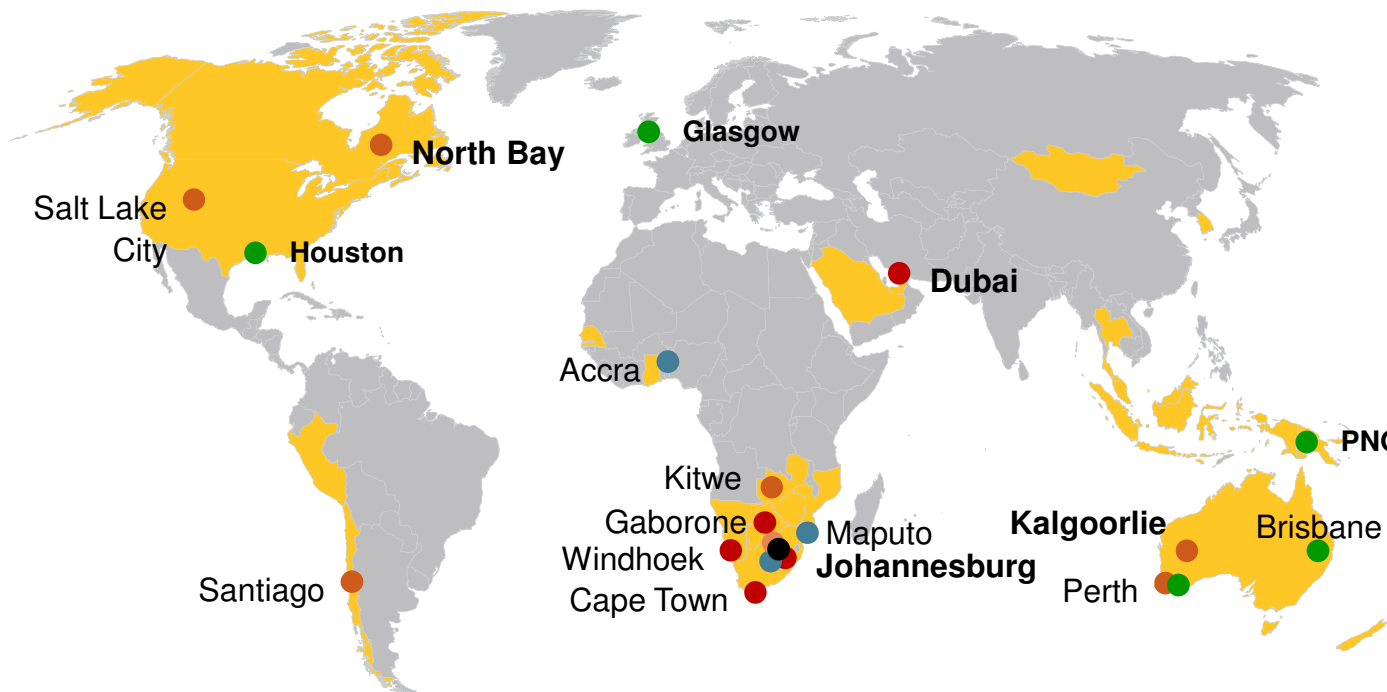 Glasgow
North Bay
Salt Lake
City
Houston
Dubai
Accra
PNG
Kitwe
Gaborone
Kalgoorlie
Brisbane
Maputo
Windhoek
Johannesburg
Santiago
Cape Town
Perth